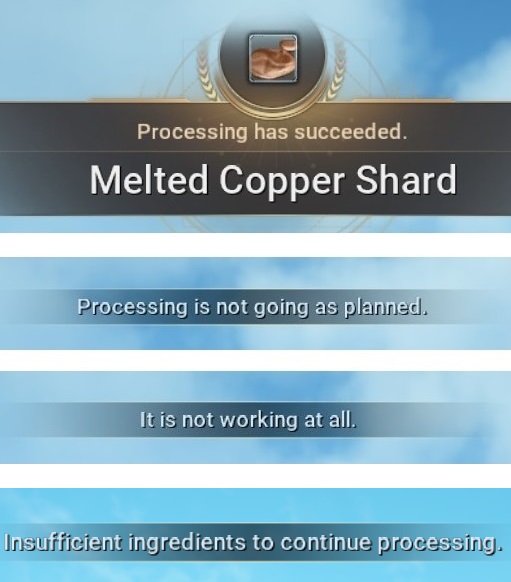 Processing has succeeded.
Melted Copper Shard
Processing is not going as planned.
It is not working at all.
Insufficient ingredients to continue processing.